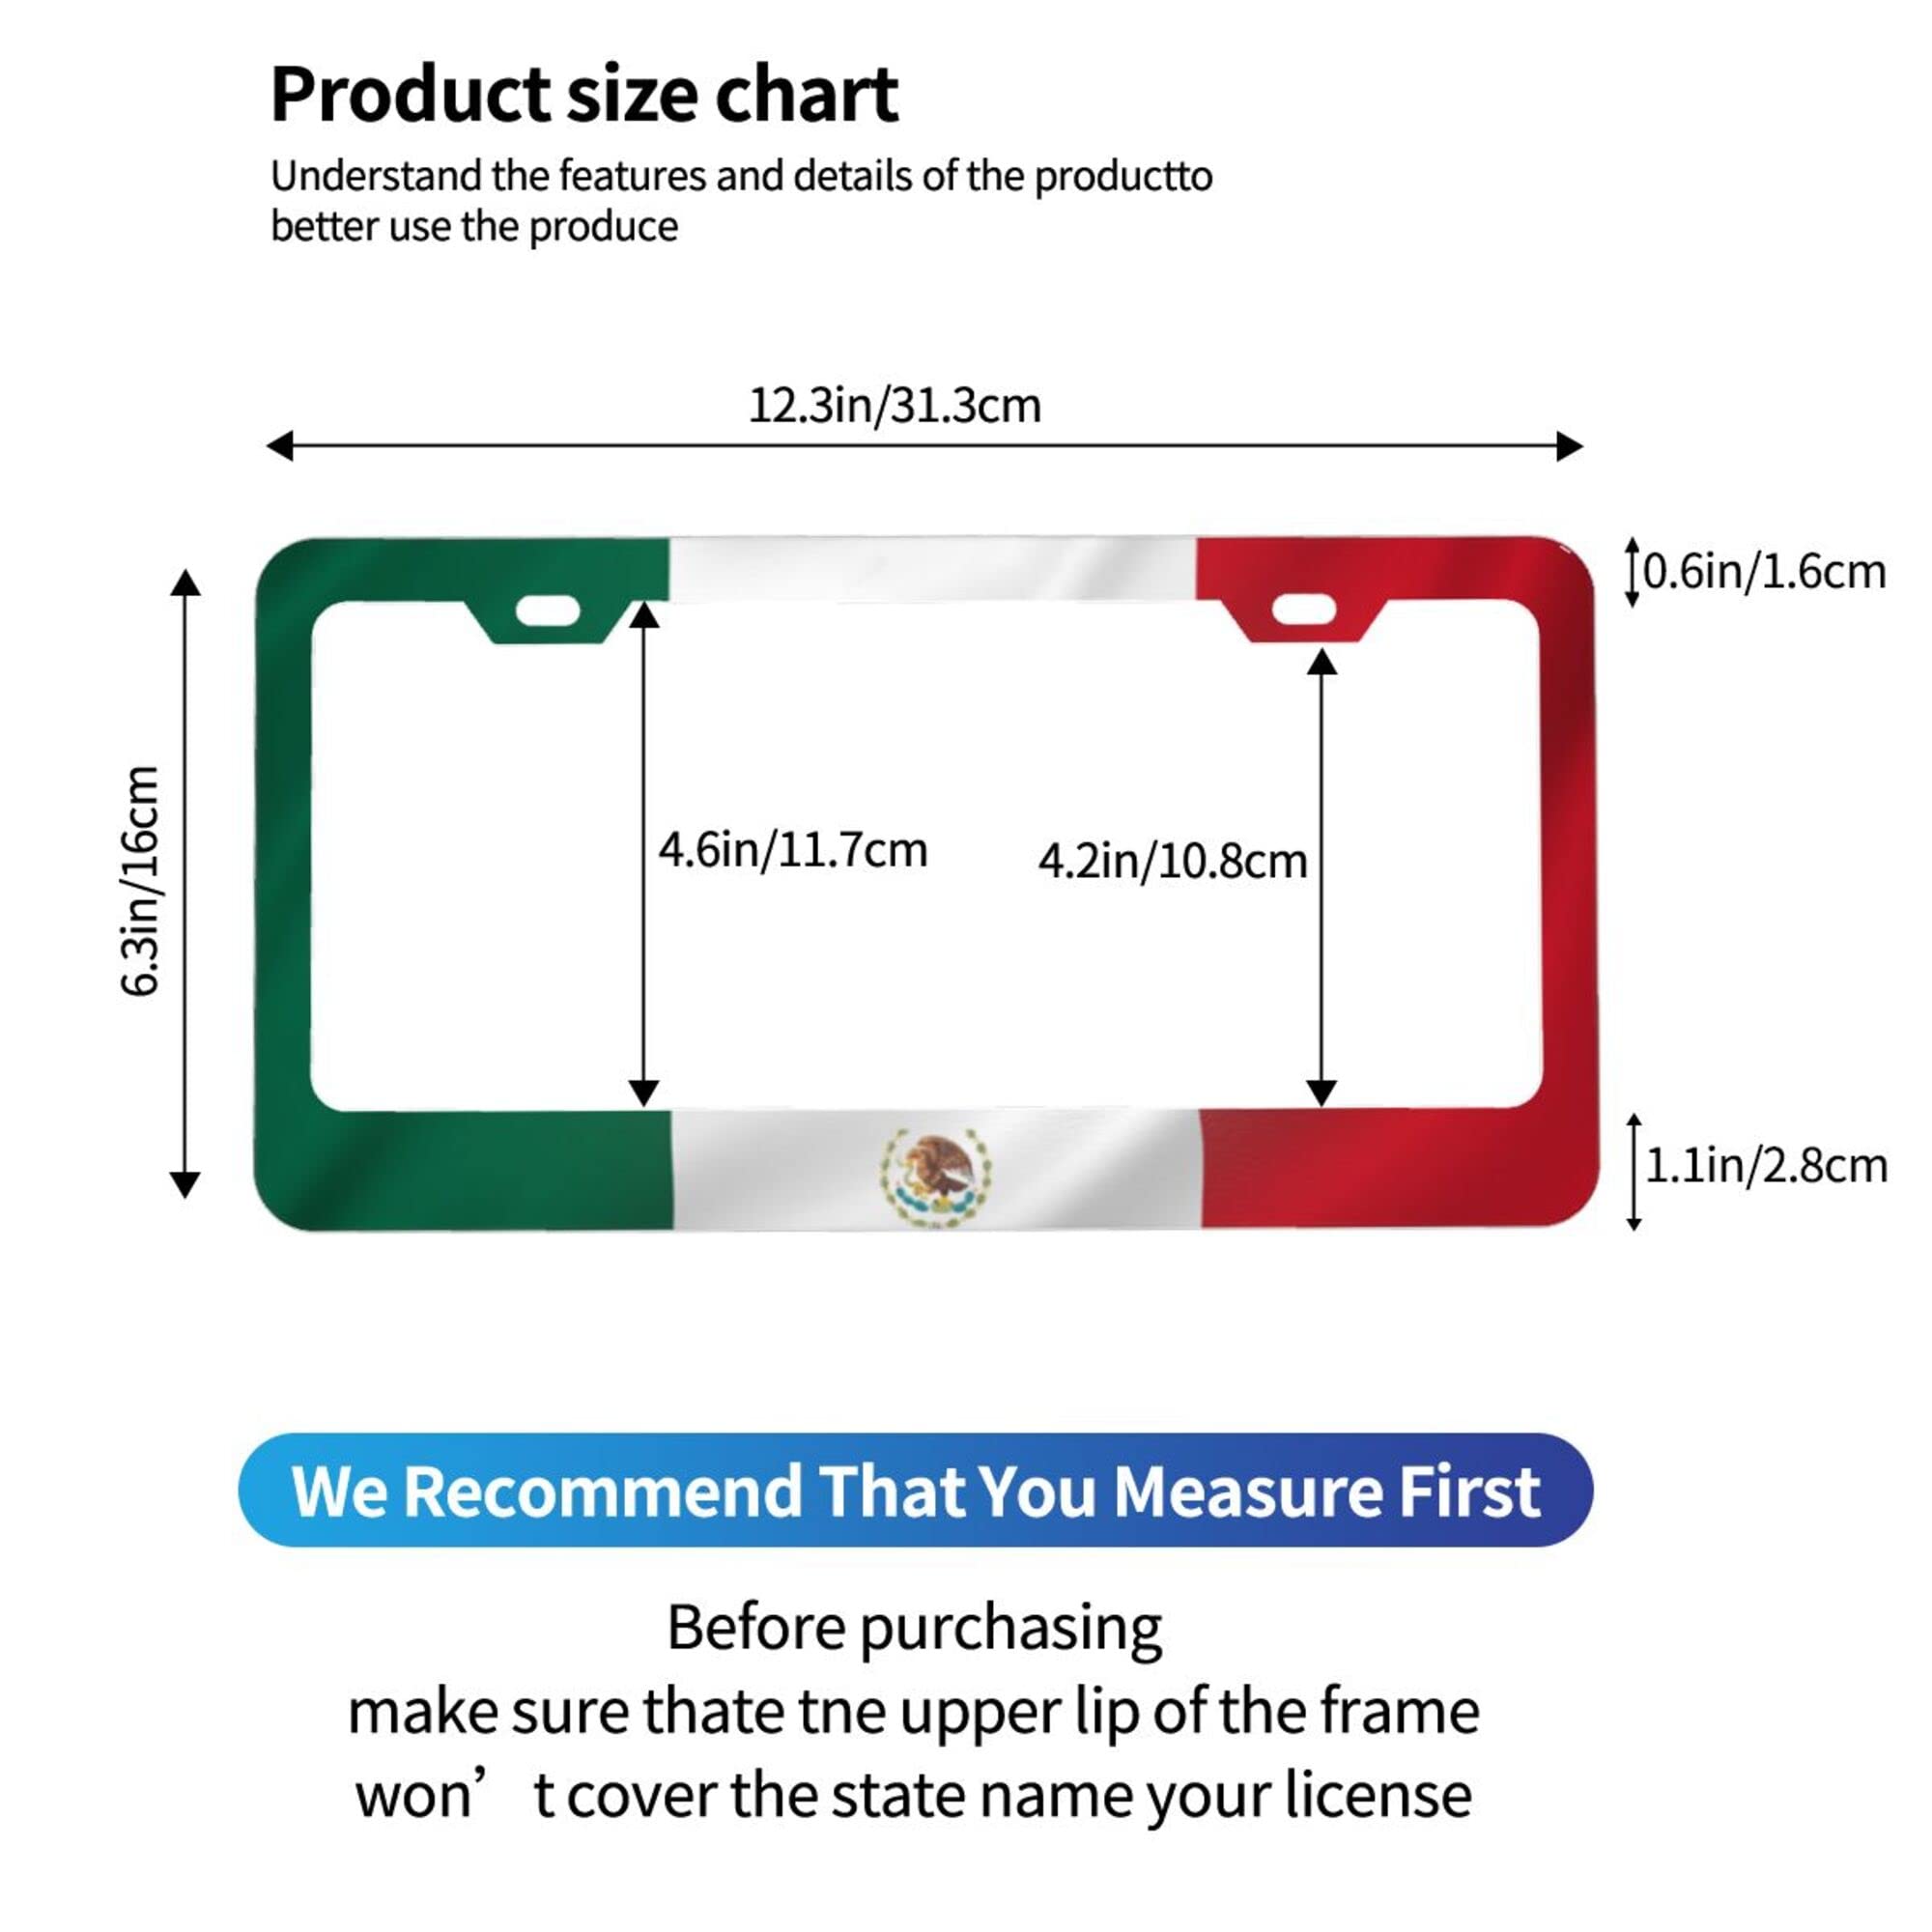 Product size chart
Understand the features and details of the productto
better use the produce
12.3in/31.3cm
0.6in/1.6cm
6.3in/16cm
4.6in/11.7cm
4.2in/10.8cm
1.1in/2.8cm
We Recommend That You Measure First
Before purchasing
make sure thate tne upper lip of the frame
won’ t cover the state name your license